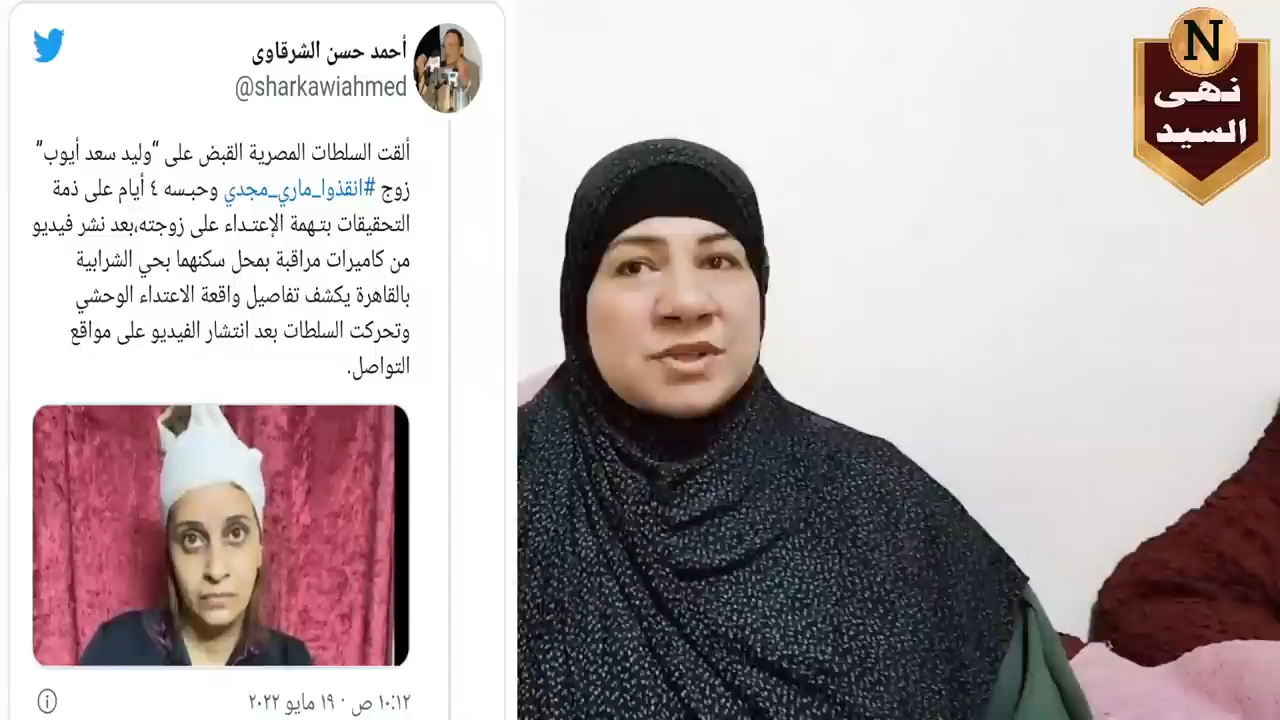 أحمد حسن الشرقاوى
@sharkawiahmed
ألقت السلطات المصرية القبض على “وليد سعد أيوب”
زوج #انقذوا_ماري_مجدي وحبسه ٤ أيام على ذمة
التحقيقات بتـهمة الإعتـداء على زوجته،بعد نشر فيديو
من كاميرات مراقبة بمحل سكنهما بحي الشرابية
بالقاهرة يكشف تفاصيل واقعة الاعتداء الوحشي
وتحركت السلطات بعد انتشار الفيديو على مواقع
التواصل.
١٠:١٢ ص · ١٩ مايو ٢٠٢٢
N
نهى
السيد